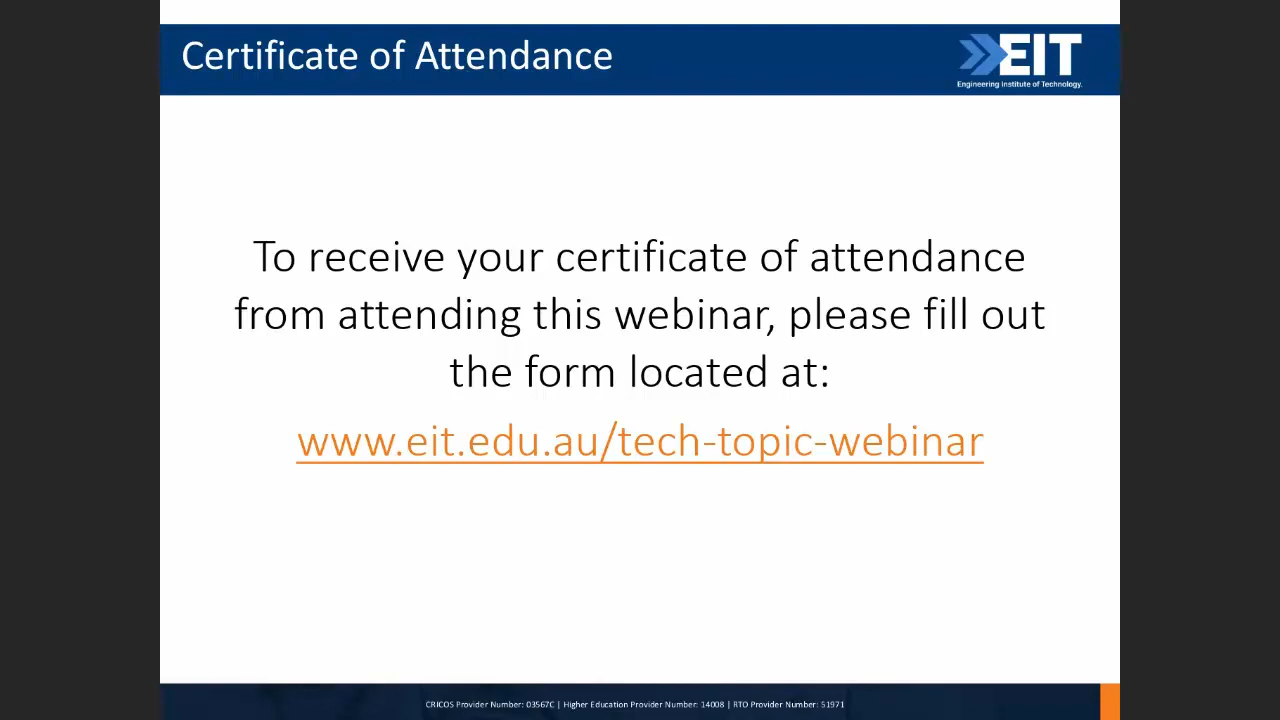 Certificate of Attendance
EIT
Engineering Institute of Technology.
To receive your certificate of attendance
from attending this webinar, please fill out
the form located at:
www.eit.edu.au/tech-topic-webinar
CRICOS Provider Number: 03567C | Higher Education Provider Number: 14008 | RTO Provider Number: 51971